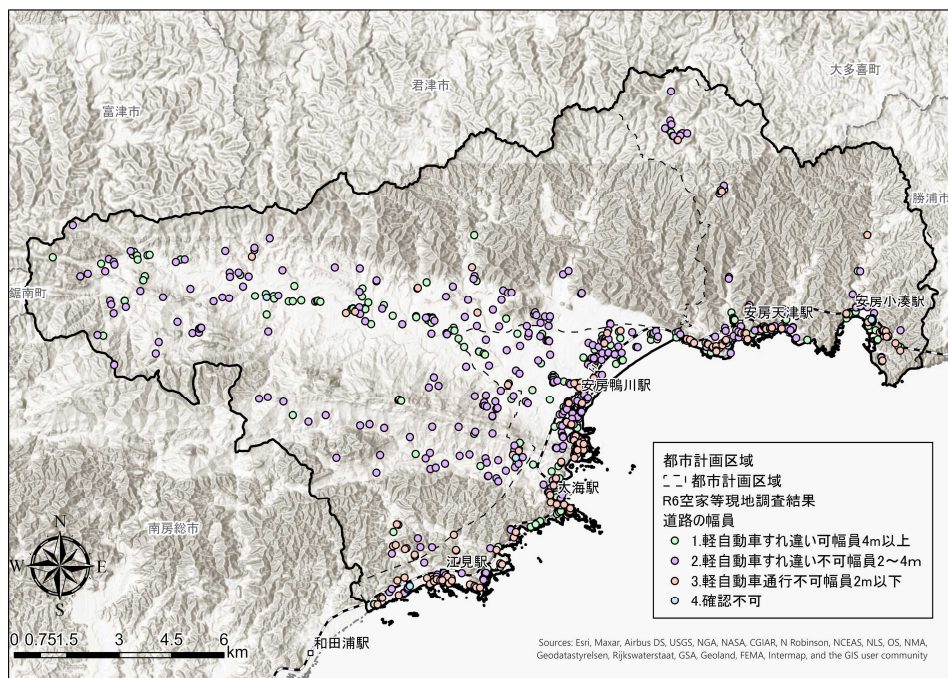 大多喜町
君津市
富津市
勝浦市
鋸南町
安房小湊駅
安房天津駅
安房鴨川駅
太海駅
江見駅
南房総市
和田浦駅
N
W E
S
0 0.751.5 3 4.5 6
km
都市計画区域
都市計画区域
R6空家等現地調査結果
道路の幅員
1.軽自動車すれ違い可幅員4m以上
2.軽自動車すれ違い不可幅員2～4m
3.軽自動車通行不可幅員2m以下
4.確認不可
Sources: Esri, Maxar, Airbus DS, USGS, NGA, NASA, CGIAR, N Robinson, NCEAS, NLS, OS, NMA,
Geodatastyrelsen, Rijkswaterstaat, GSA, Geoland, FEMA, Intermap, and the GIS user community